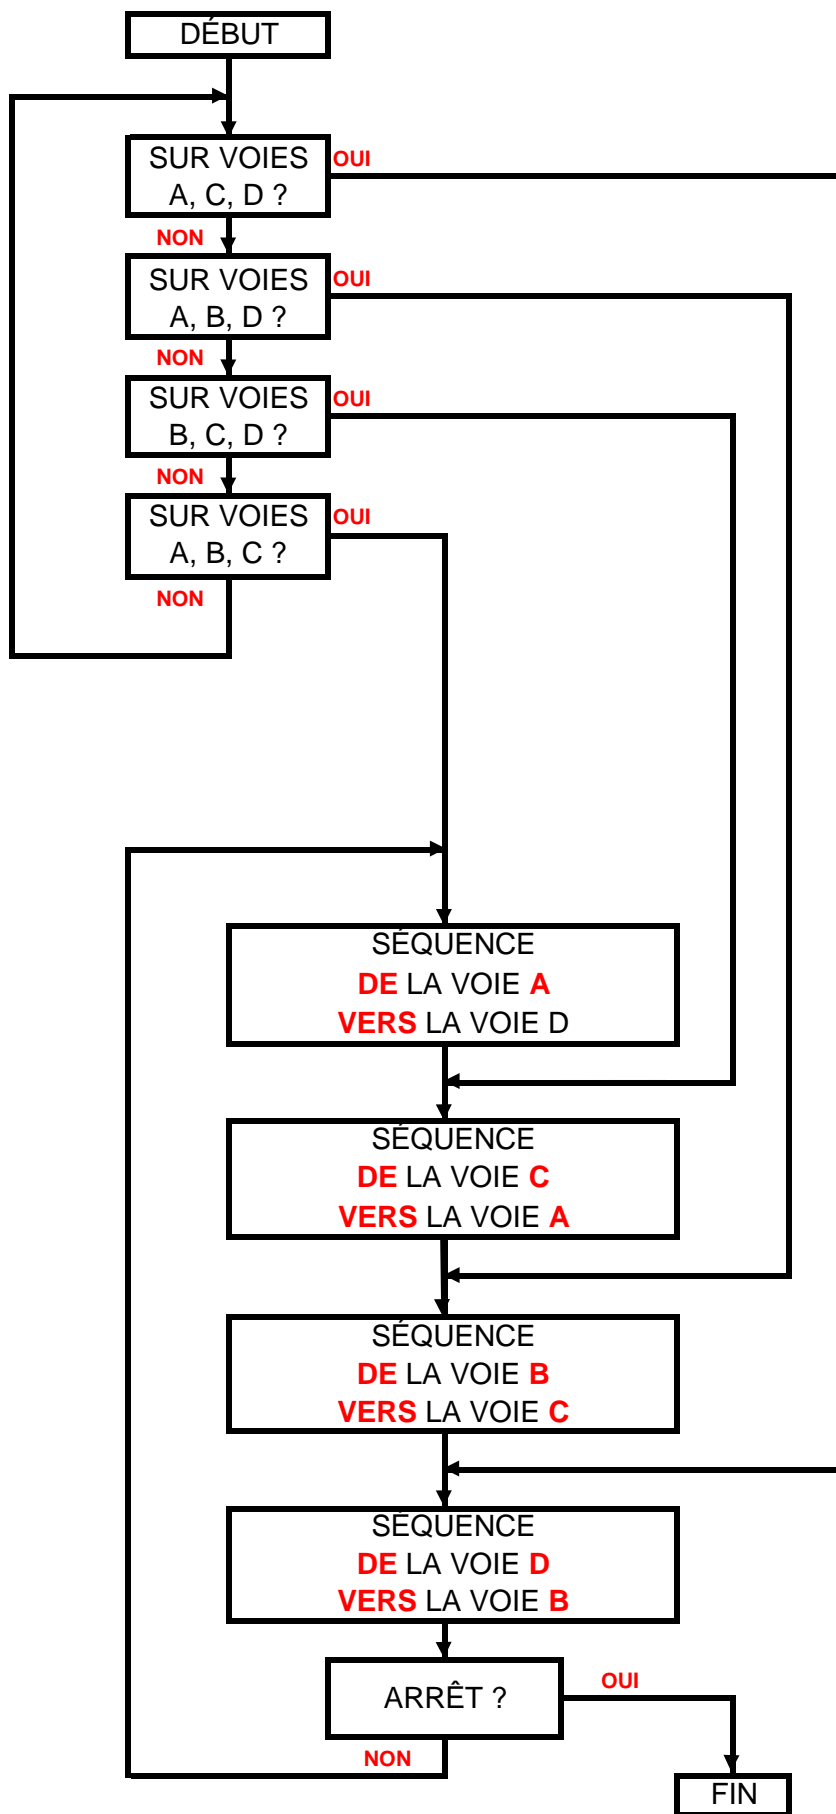 DÉBUT
SUR VOIES
A, C, D ?
OUI
NON
SUR VOIES
A, B, D ?
OUI
NON
SUR VOIES
B, C, D ?
OUI
NON
SUR VOIES
A, B, C ?
OUI
NON
SÉQUENCE
DE LA VOIE A
VERS LA VOIE D
SÉQUENCE
DE LA VOIE C
VERS LA VOIE A
SÉQUENCE
DE LA VOIE B
VERS LA VOIE C
SÉQUENCE
DE LA VOIE D
VERS LA VOIE B
ARRÊT ?
OUI
NON
FIN